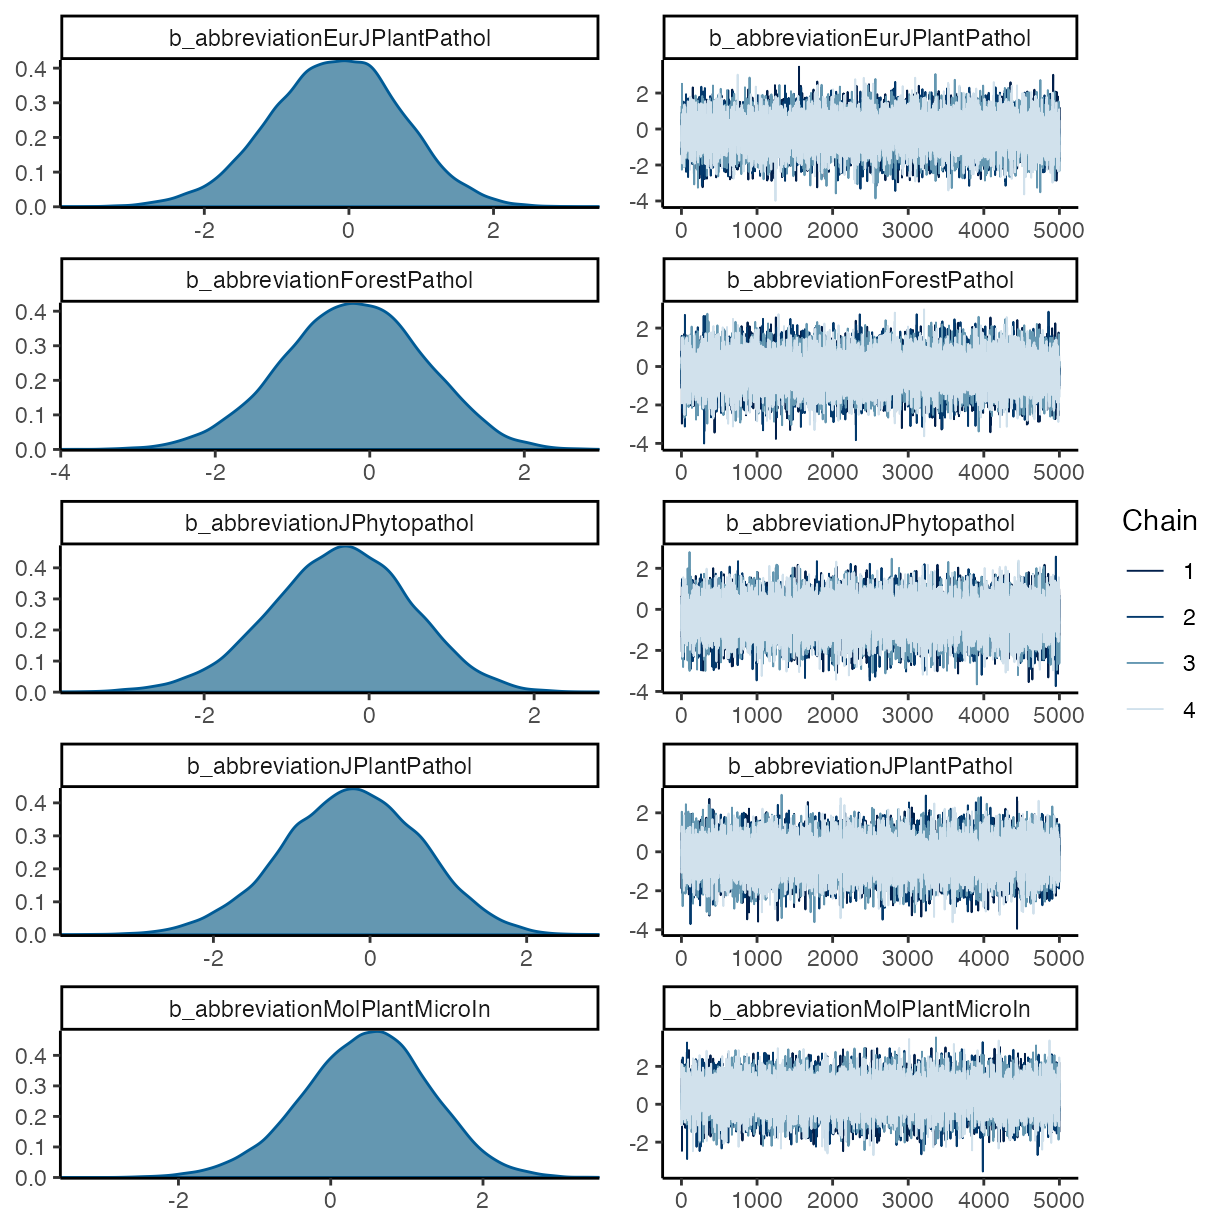 b_abbreviationEurJPlantPathol
b_abbreviationEurJPlantPathol
0.4
0.3
0.2
0.1
0.0
-2 0 2
2
0
-2
-4
0 1000 2000 3000 4000 5000
b_abbreviationForestPathol
b_abbreviationForestPathol
0.4
0.3
0.2
0.1
0.0
-4 -2 0 2
2
0
-2
-4
0 1000 2000 3000 4000 5000
b_abbreviationJPhytopathol
b_abbreviationJPhytopathol
0.4
0.3
0.2
0.1
0.0
-2 0 2
2
0
-2
-4
0 1000 2000 3000 4000 5000
b_abbreviationJPlantPathol
b_abbreviationJPlantPathol
0.4
0.3
0.2
0.1
0.0
-2 0 2
2
0
-2
-4
0 1000 2000 3000 4000 5000
b_abbreviationMolPlantMicroIn
b_abbreviationMolPlantMicroIn
0.4
0.3
0.2
0.1
0.0
-2 0 2
2
0
-2
0 1000 2000 3000 4000 5000
Chain
1
2
3
4